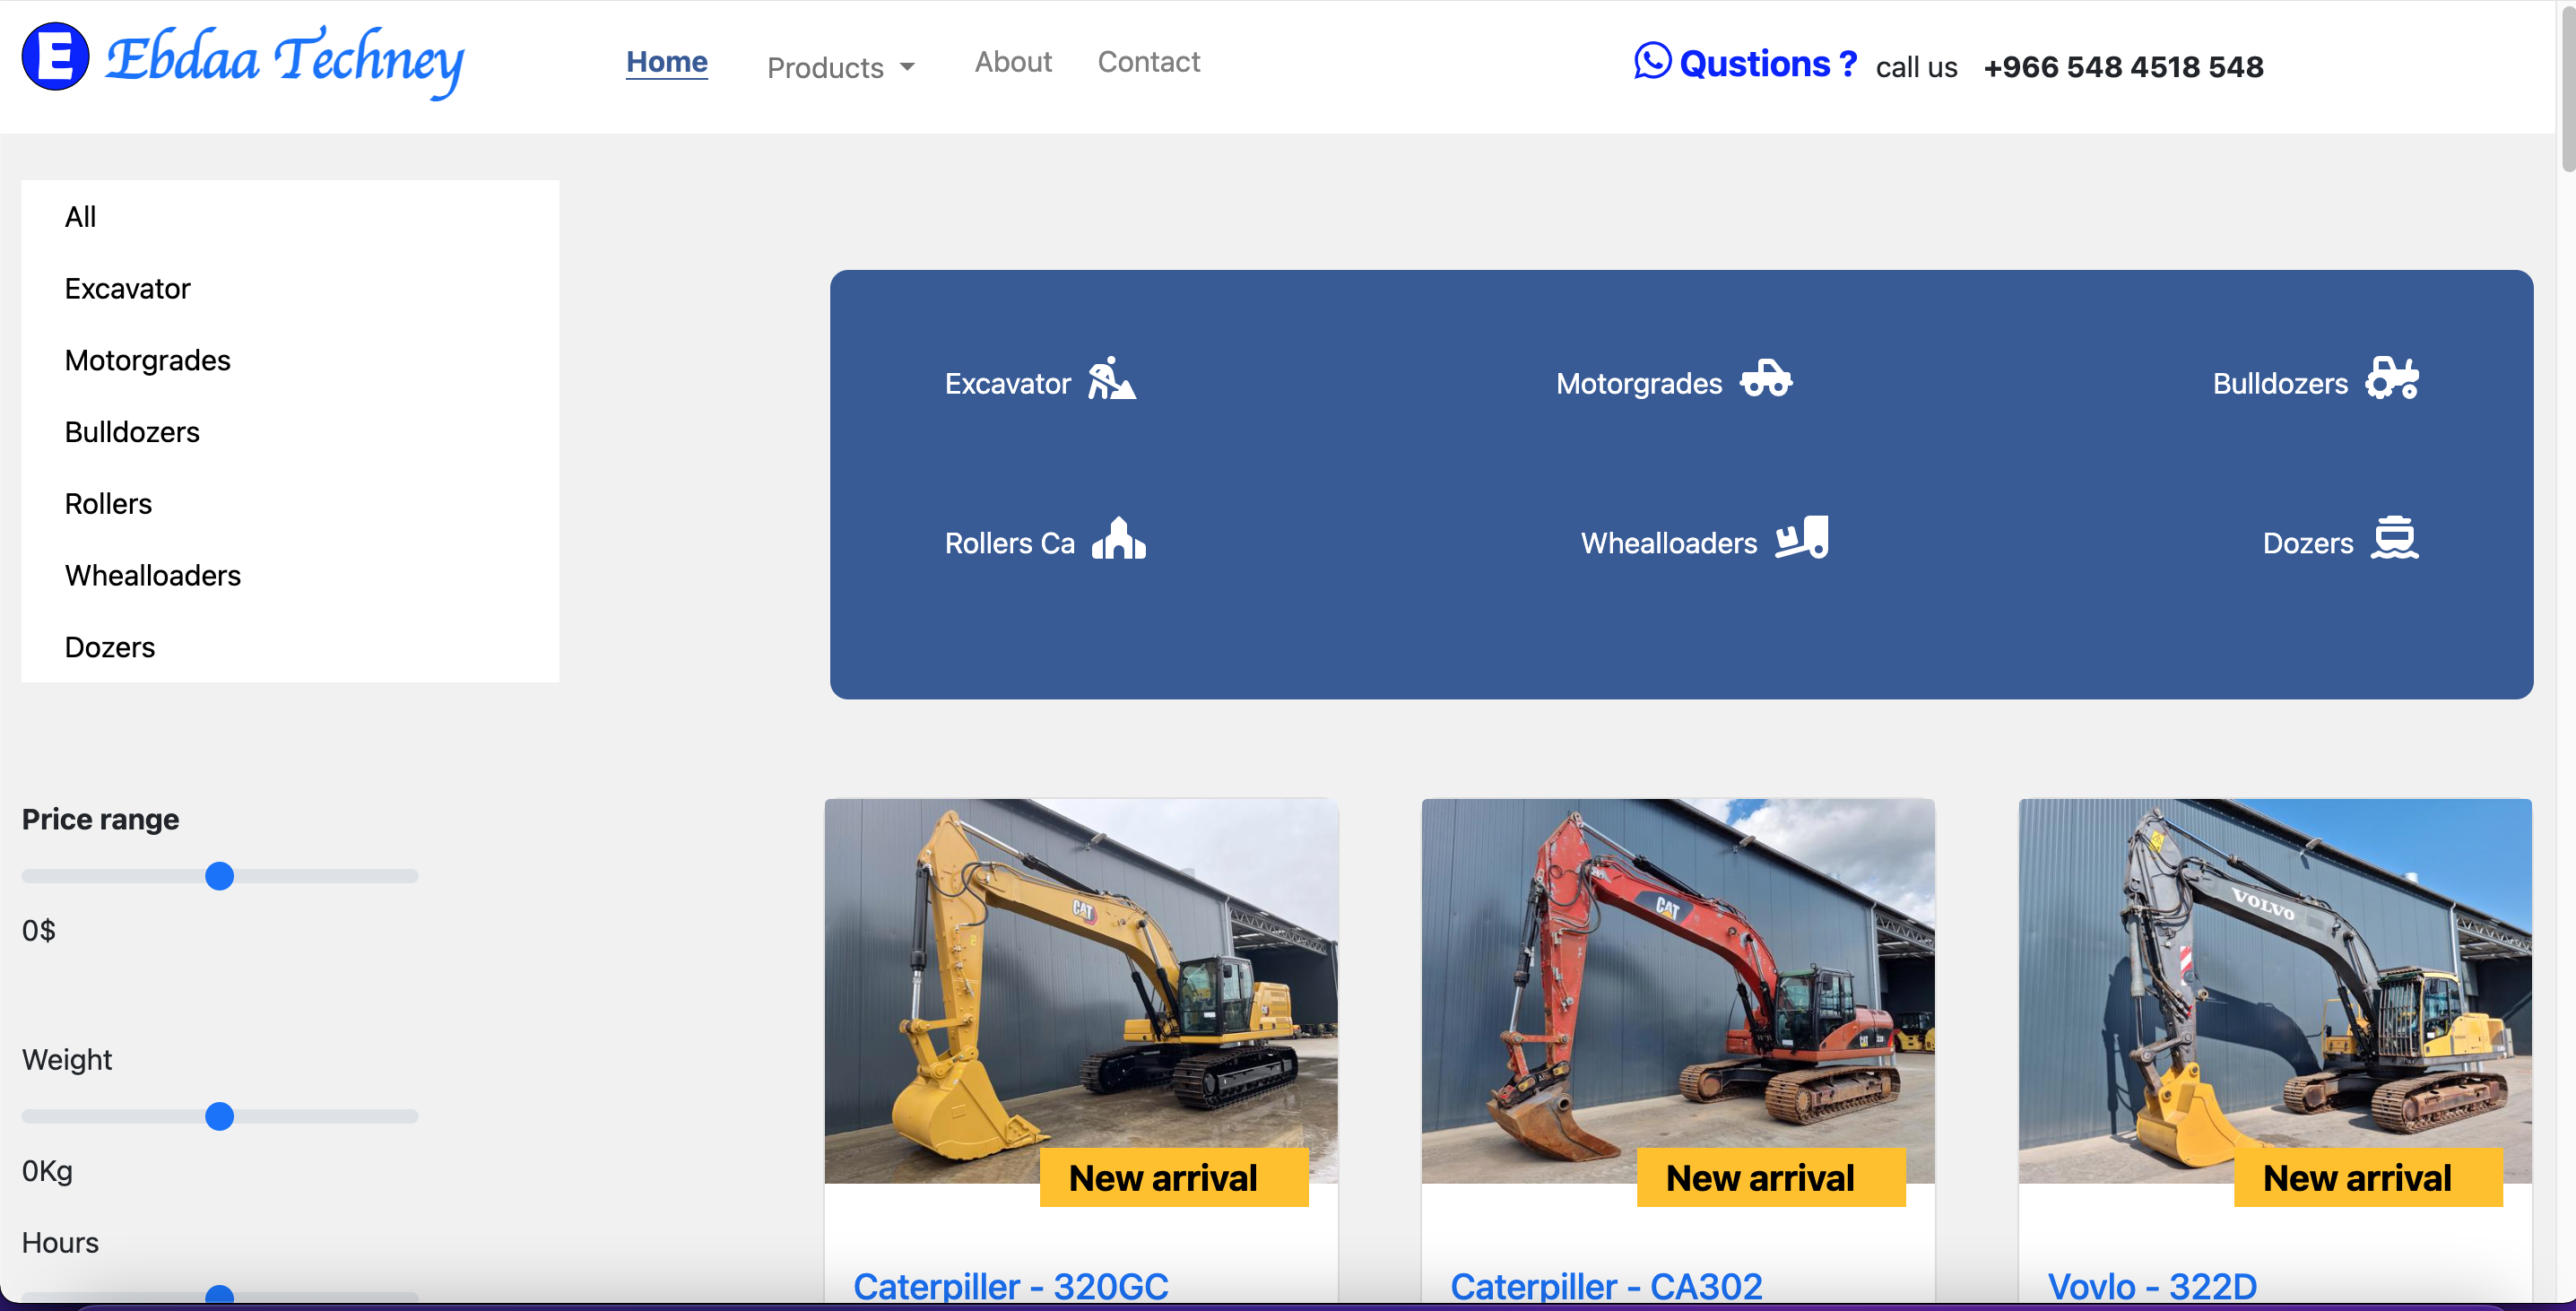 E Ebdaa Techney
Home Products About Contact
Qustions ? call us +966 548 4518 548
All
Excavator
Motorgrades
Bulldozers
Rollers
Whealloaders
Dozers
Excavator Motorgrades Bulldozers
Rollers Ca Whealloaders Dozers
Price range
0$
Weight
0Kg
Hours
CAT
New arrival
Caterpiller - 320GC
CAT
CAT
New arrival
Caterpiller - CA302
VOLVO
New arrival
Vovlo - 322D